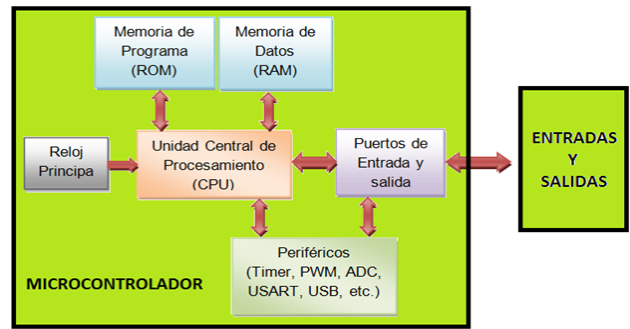 Memoria de
Programa
(ROM)
Memoria de
Datos
(RAM)
Reloj
Principa
Unidad Central de
Procesamiento
(CPU)
Puertos de
Entrada y
salida
ENTRADAS
Y
SALIDAS
Periféricos
(Timer, PWM, ADC,
USART, USB, etc.)
MICROCONTROLADOR